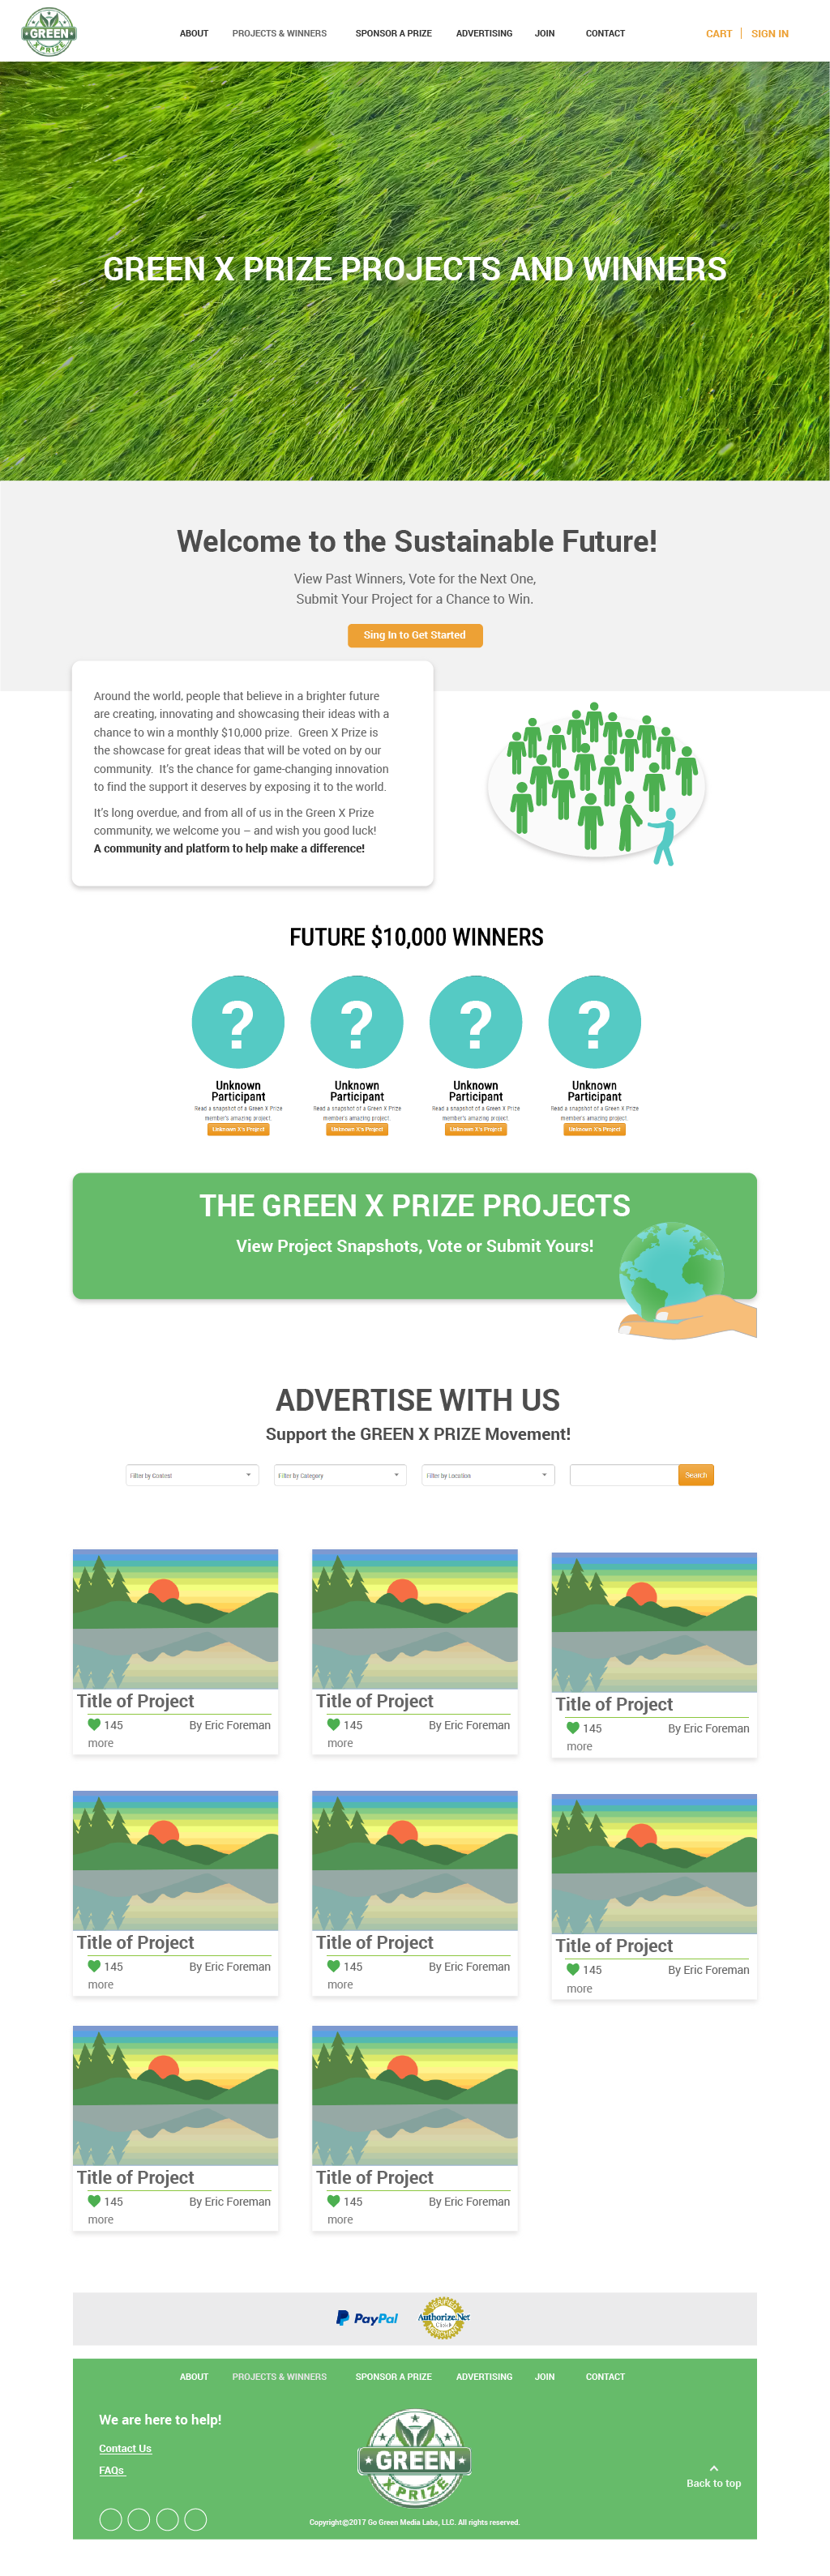 GREEN
X PRIZE
ABOUT PROJECTS & WINNERS SPONSOR A PRIZE ADVERTISING JOIN CONTACT CART SIGN IN
GREEN X PRIZE PROJECTS AND WINNERS
Welcome to the Sustainable Future!
View Past Winners, Vote for the Next One,
Submit Your Project for a Chance to Win.
Sing In to Get Started
Around the world, people that believe in a brighter future
are creating, innovating and showcasing their ideas with a
chance to win a monthly $10,000 prize. Green X Prize is
the showcase for great ideas that will be voted on by our
community. It's the chance for game-changing innovation
to find the support it deserves by exposing it to the world.
It's long overdue, and from all of us in the Green X Prize
community, we welcome you – and wish you good luck!
A community and platform to help make a difference!
FUTURE $10,000 WINNERS
? ? ? ?
Unknown Unknown Unknown Unknown
Participant Participant Participant Participant
Read a snapshot of a Green X Prize Read a snapshot of a Green X Prize Read a snapshot of a Green X Prize Read a snapshot of a Green X Prize
member's amazing project. member's amazing project. member's amazing project. member's amazing project.
Unknown X's Project Unknown X's Project Unknown X's Project Unknown X's Project
THE GREEN X PRIZE PROJECTS
View Project Snapshots, Vote or Submit Yours!
ADVERTISE WITH US
Support the GREEN X PRIZE Movement!
Filter by Contest Filter by Category Filter by Location Search
Title of Project Title of Project Title of Project
145 By Eric Foreman 145 By Eric Foreman 145 By Eric Foreman
more more more
Title of Project Title of Project Title of Project
145 By Eric Foreman 145 By Eric Foreman 145 By Eric Foreman
more more more
Title of Project Title of Project
145 By Eric Foreman 145 By Eric Foreman
more more
PayPal Authorize.Net
ABOUT PROJECTS & WINNERS SPONSOR A PRIZE ADVERTISING JOIN CONTACT
We are here to help!
Contact Us
FAQs
GREEN
X PRIZE
Back to top
Copyright©2017 Go Green Media Labs, LLC. All rights reserved.